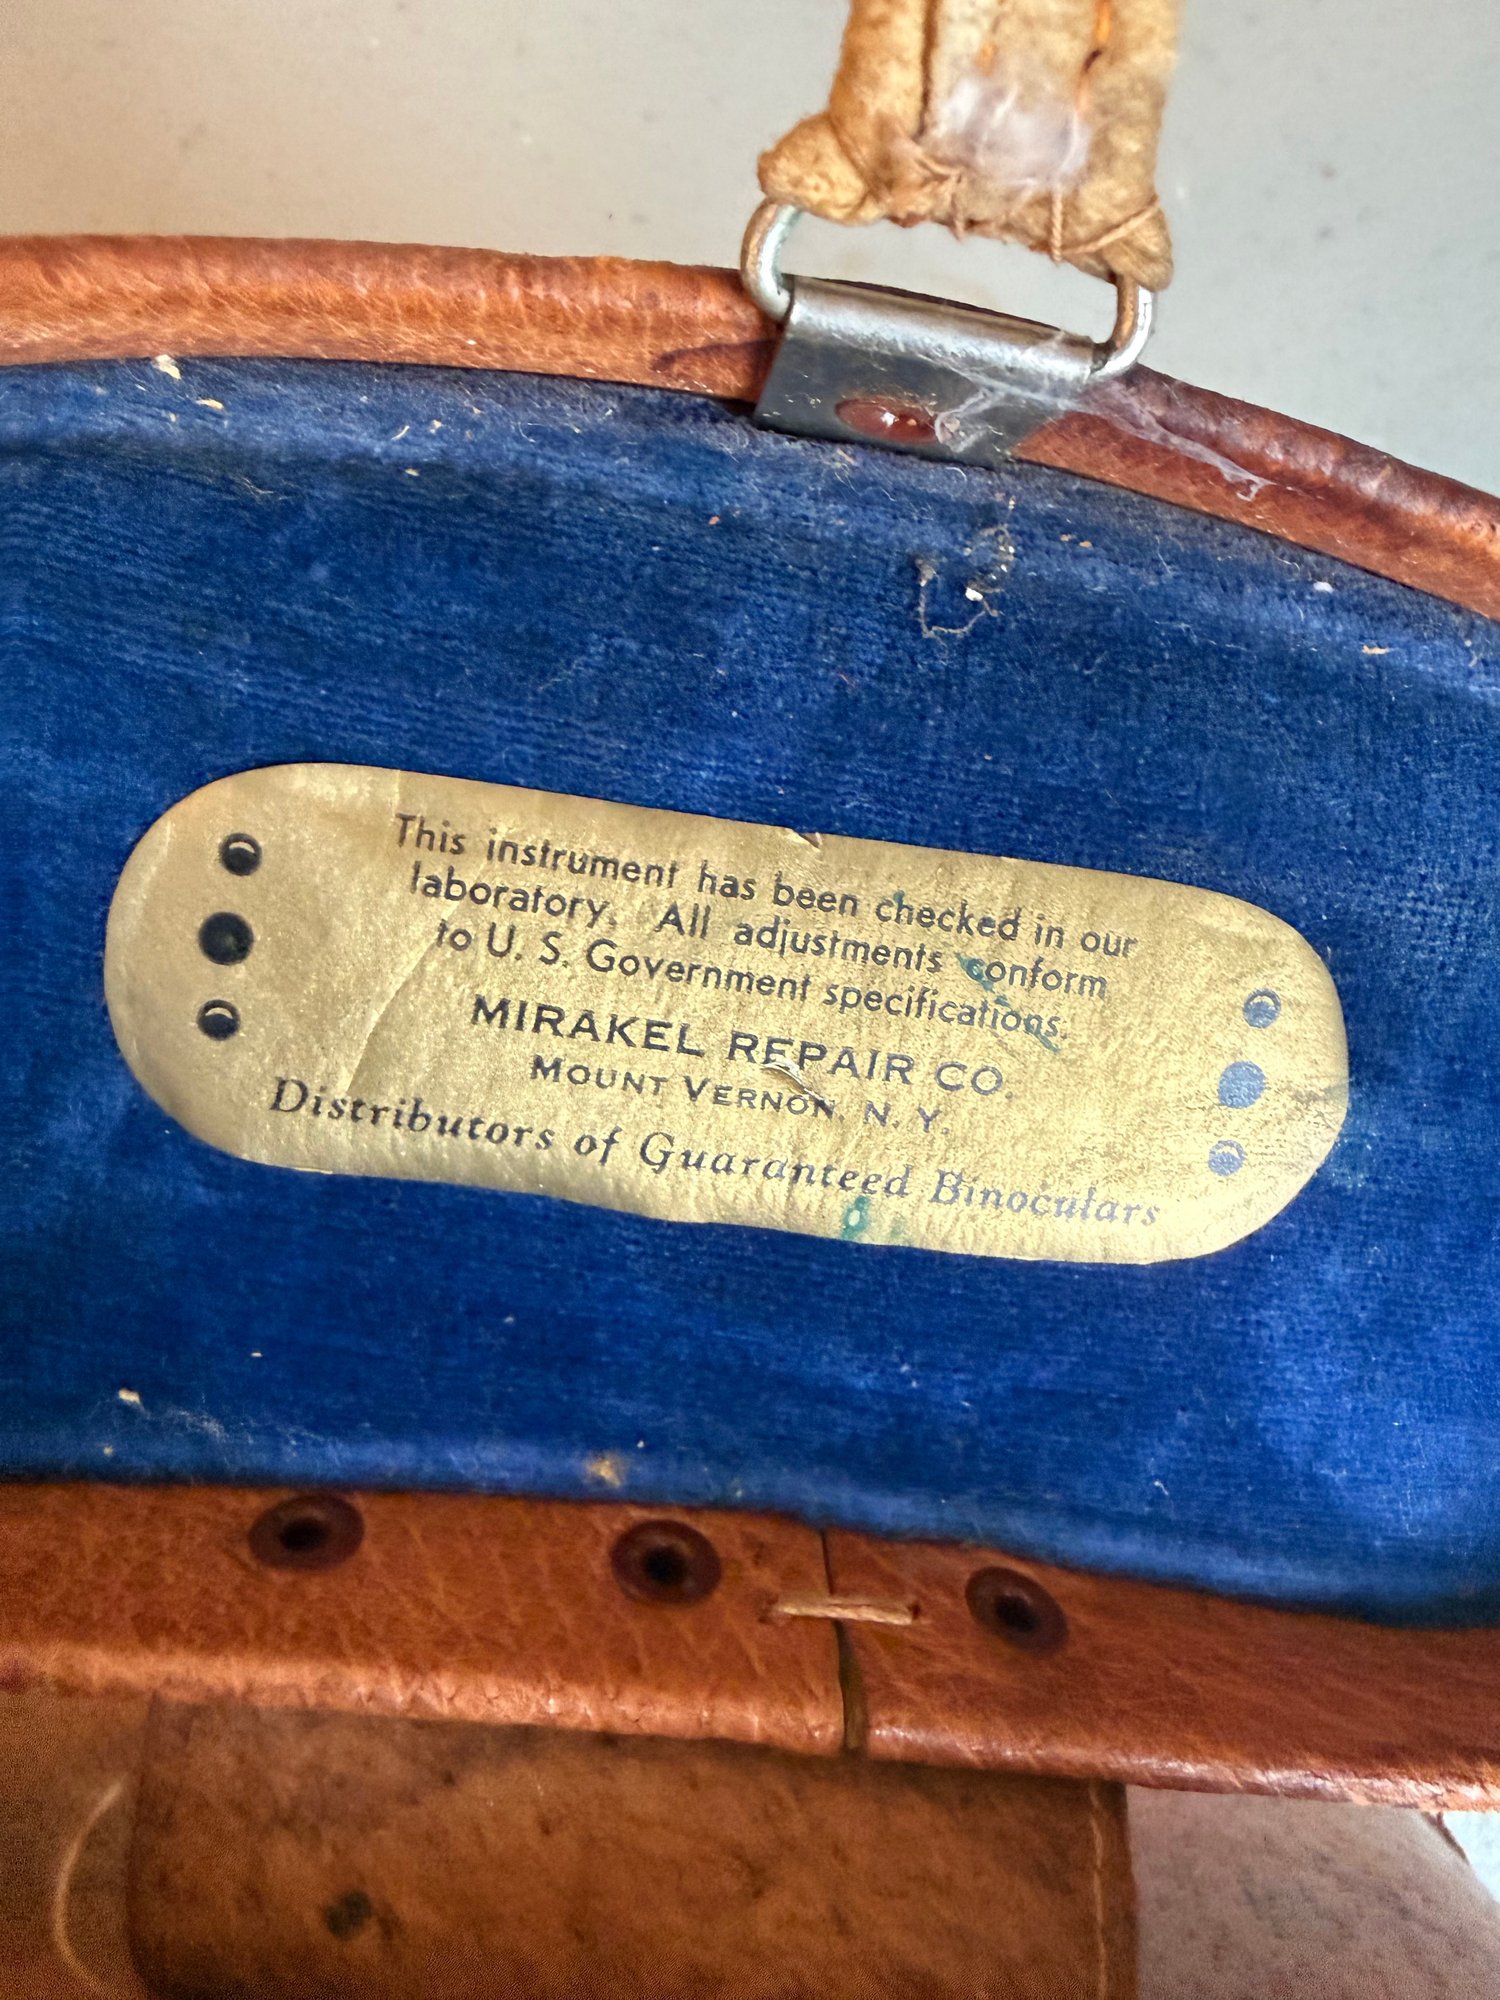 This instrument has been checked in our
laboratory. All adjustments conform
to U. S. Government specifications.
MIRAKEL REPAIR CO.
MOUNT VERNON, N. Y.
Distributors of Guaranteed Binoculars